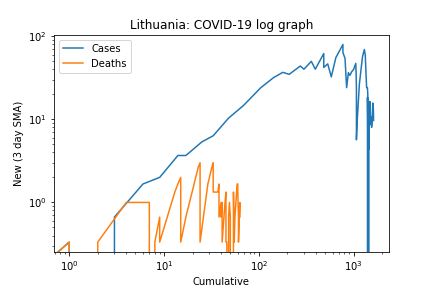 Lithuania: COVID-19 log graph
Cases
Deaths
New (3 day SMA)
10²
10¹
10⁰
10⁰
10¹
10²
10³
Cumulative